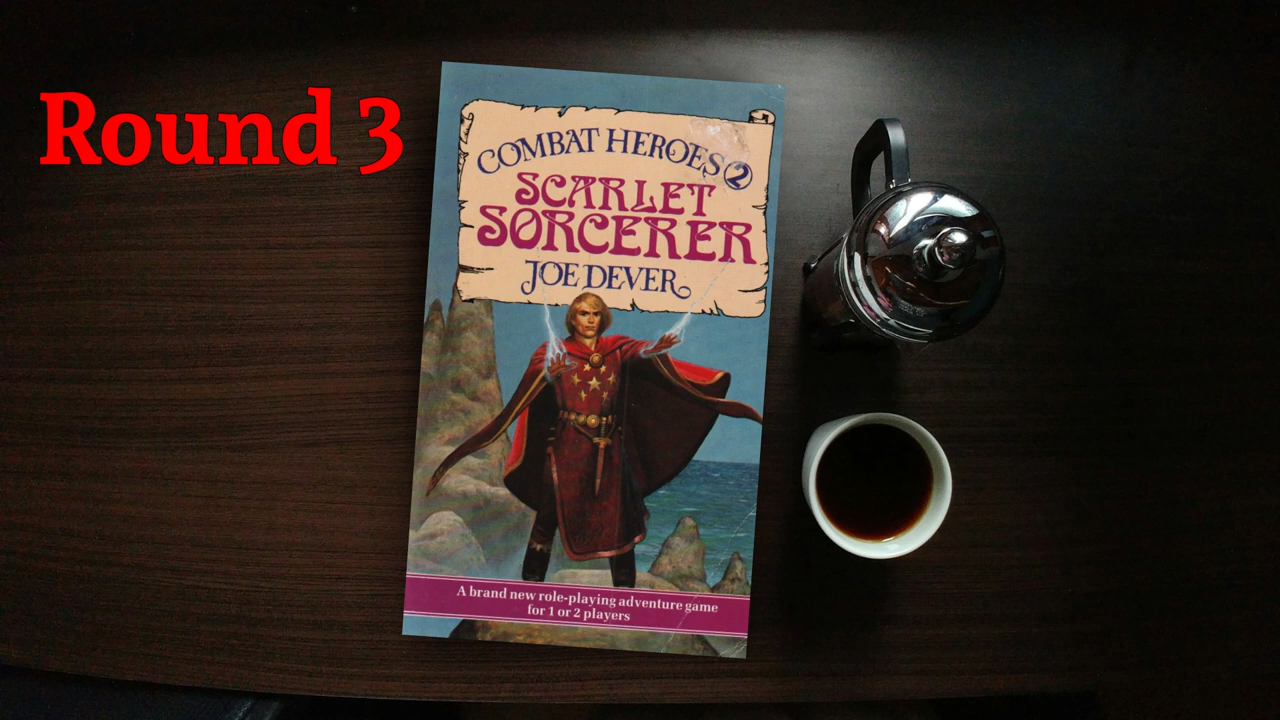 Round 3
COMBAT HEROES 2
SCARLET
SORCERER
JOE DEVER
A brand new role-playing adventure game
for 1 or 2 players